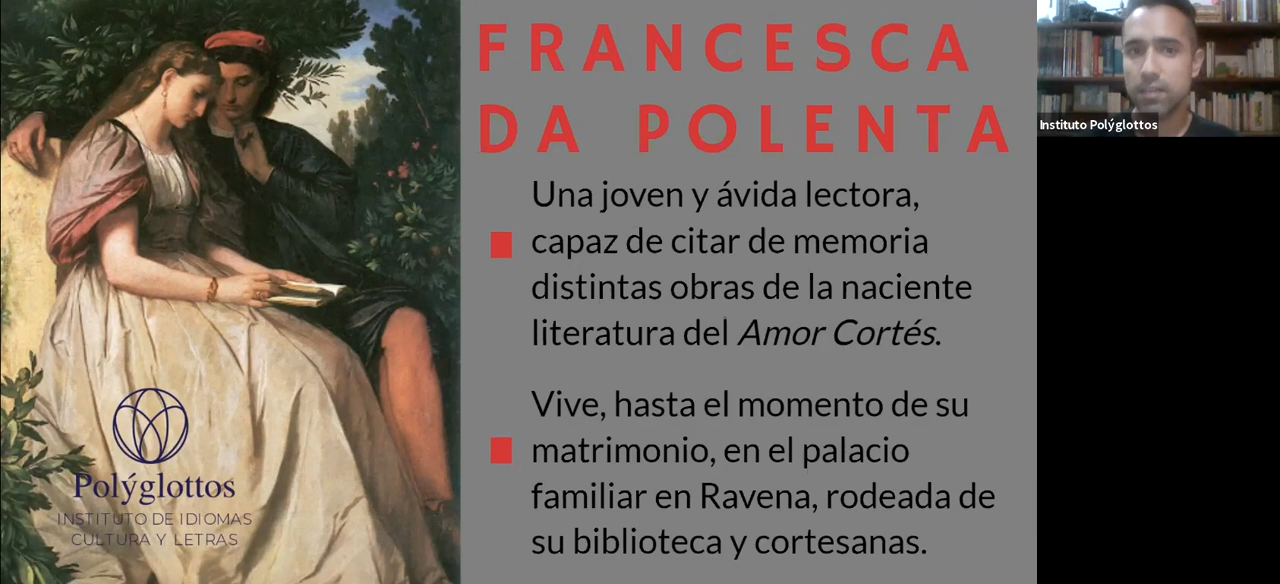 FRANCESCA
DA POLENTA
Una joven y ávida lectora,
capaz de citar de memoria
distintas obras de la naciente
literatura del Amor Cortés.
Vive, hasta el momento de su
matrimonio, en el palacio
familiar en Ravena, rodeada de
su biblioteca y cortesanas.
Polýglottos
INSTITUTO DE IDIOMAS
CULTURA Y LETRAS
Instituto Polýglottos